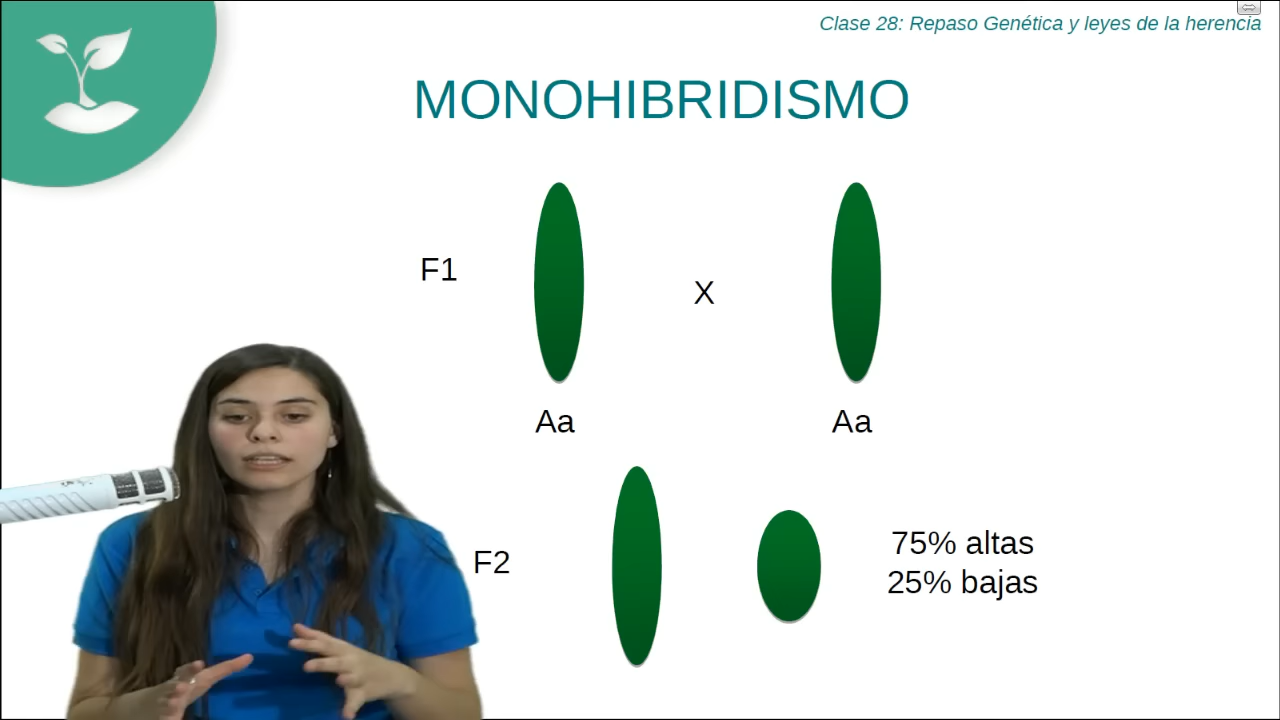 Clase 28: Repaso Genética y leyes de la herencia
MONOHIBRIDISMO
F1
X
Aa
Aa
F2
75% altas
25% bajas